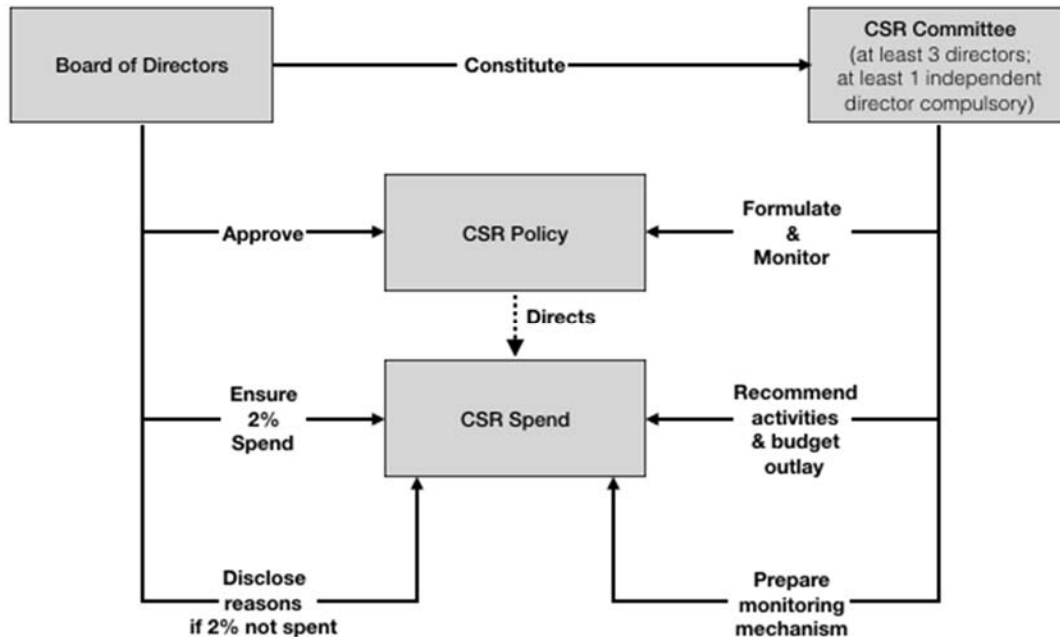 Board of Directors
Constitute
CSR Committee
(at least 3 directors;
at least 1 independent
director compulsory)
Approve
CSR Policy
Formulate
&
Monitor
Directs
Ensure
2%
Spend
CSR Spend
Recommend
activities
& budget
outlay
Disclose
reasons
if 2% not spent
Prepare
monitoring
mechanism